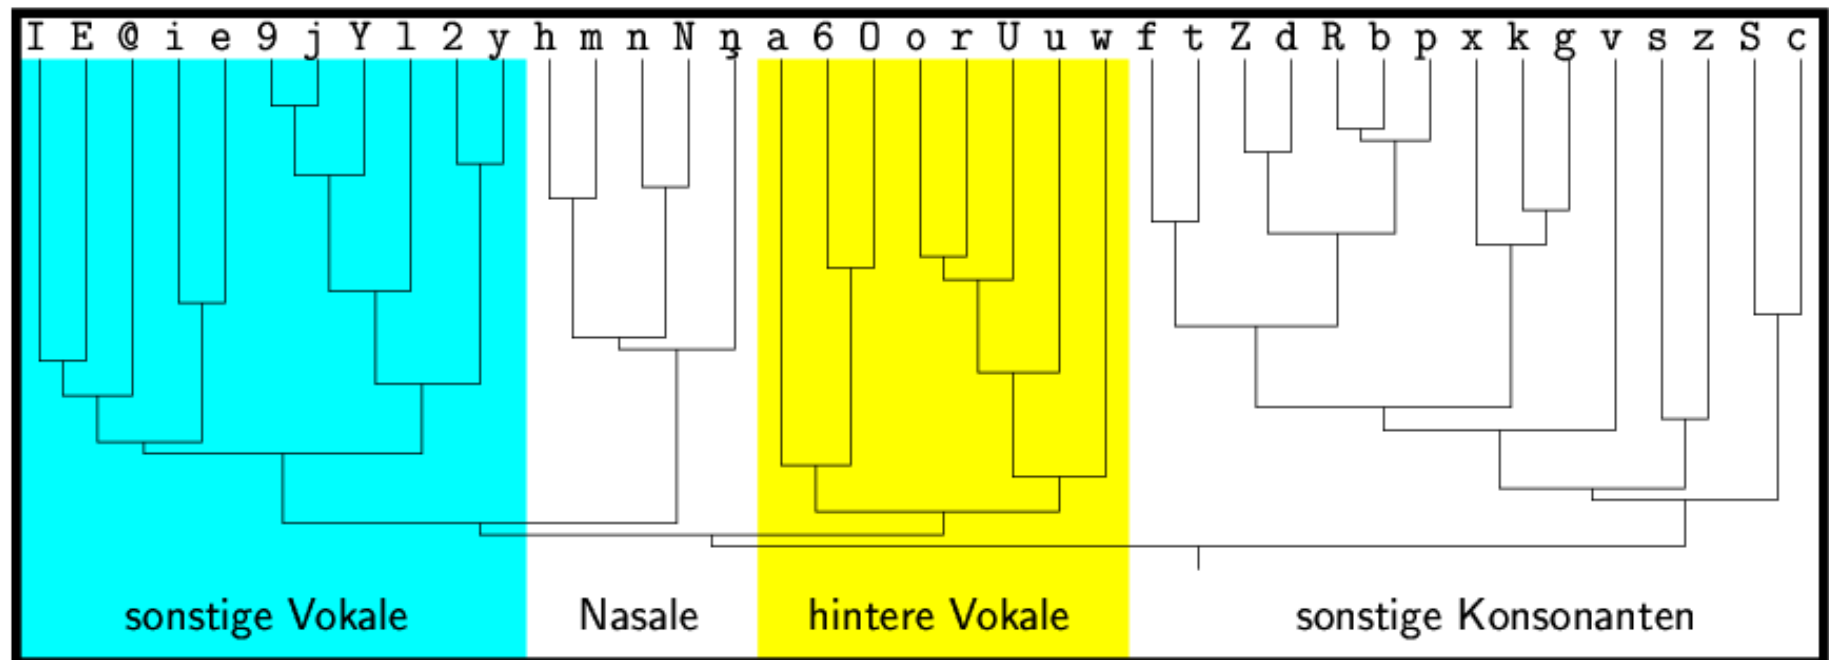 I E @ i e 9 j Y l 2 y h m n N n̩ a 6 O o r U u w f t Z d R b p x k g v s z S c
sonstige Vokale Nasale hintere Vokale sonstige Konsonanten